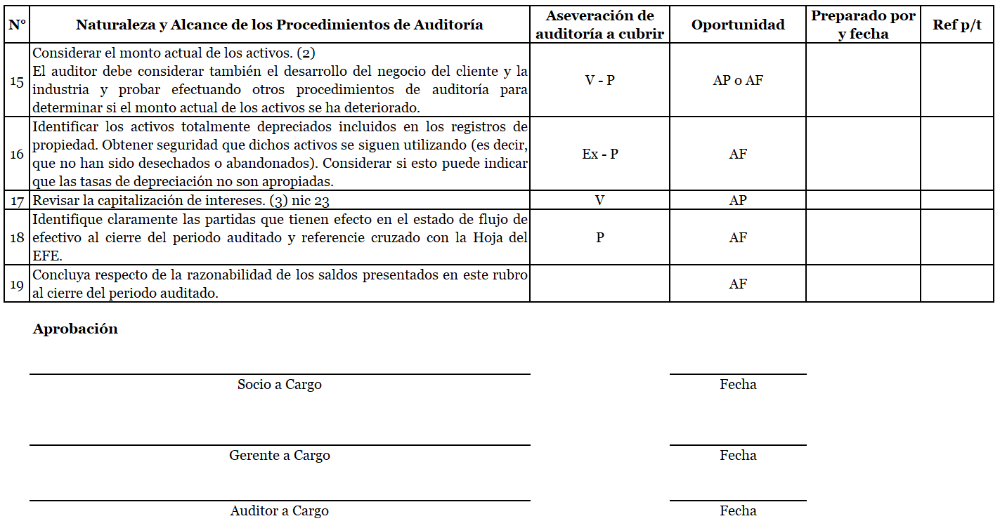 N° Naturaleza y Alcance de los Procedimientos de Auditoría Aseveración de auditoría a cubrir Oportunidad Preparado por y fecha Ref p/t
15 Considerar el monto actual de los activos. (2)
El auditor debe considerar también el desarrollo del negocio del cliente y la
industria y probar efectuando otros procedimientos de auditoría para
determinar si el monto actual de los activos se ha deteriorado.
V - P
AP o AF
16 Identificar los activos totalmente depreciados incluidos en los registros de
propiedad. Obtener seguridad que dichos activos se siguen utilizando (es decir,
que no han sido desechados o abandonados). Considerar si esto puede indicar
que las tasas de depreciación no son apropiadas.
Ex - P
AF
17 Revisar la capitalización de intereses. (3) nic 23
V
AP
18 Identifique claramente las partidas que tienen efecto en el estado de flujo de
efectivo al cierre del periodo auditado y referencie cruzado con la Hoja del
EFE.
P
AF
19 Concluya respecto de la razonabilidad de los saldos presentados en este rubro
al cierre del periodo auditado.
AF
Aprobación
Socio a Cargo Fecha
Gerente a Cargo Fecha
Auditor a Cargo Fecha